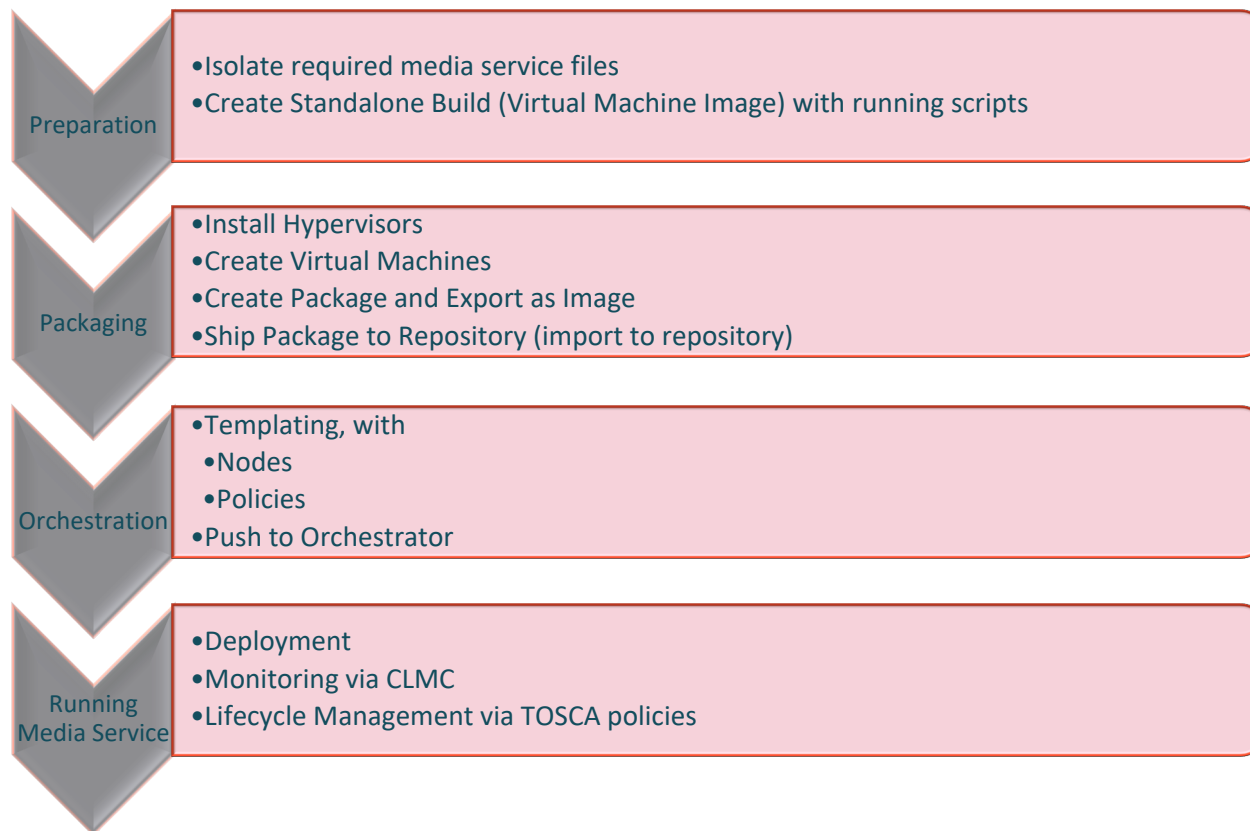 Preparation
•Isolate required media service files
•Create Standalone Build (Virtual Machine Image) with running scripts
Packaging
•Install Hypervisors
•Create Virtual Machines
•Create Package and Export as Image
•Ship Package to Repository (import to repository)
Orchestration
•Templating, with
•Nodes
•Policies
•Push to Orchestrator
Running
Media Service
•Deployment
•Monitoring via CLMC
•Lifecycle Management via TOSCA policies